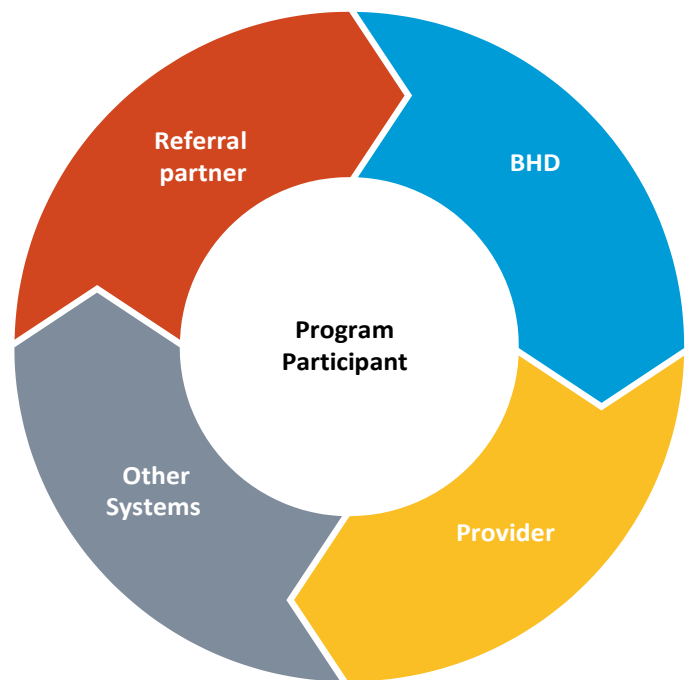 Referral
partner
BHD
Program
Participant
Other
Systems
Provider